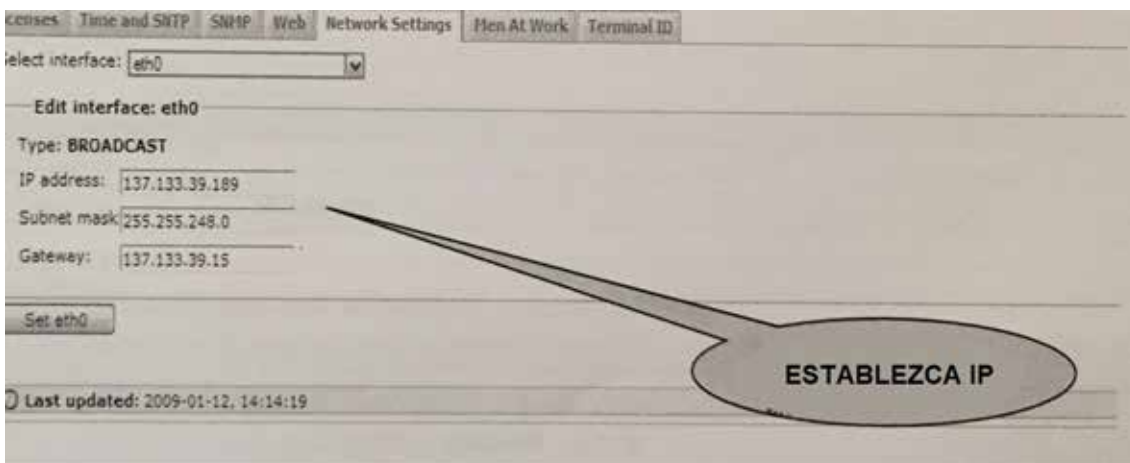 censes Time and SNTP SNMP Web Network Settings Men At Work Terminal ID
elect interface: eth0
Edit interface: eth0
Type: BROADCAST
IP address: 137.133.39.189
Subnet mask 255.255.248.0
Gateway: 137.133.39.15
Set eth0
ESTABLEZCA IP
Last updated: 2009-01-12, 14:14:19